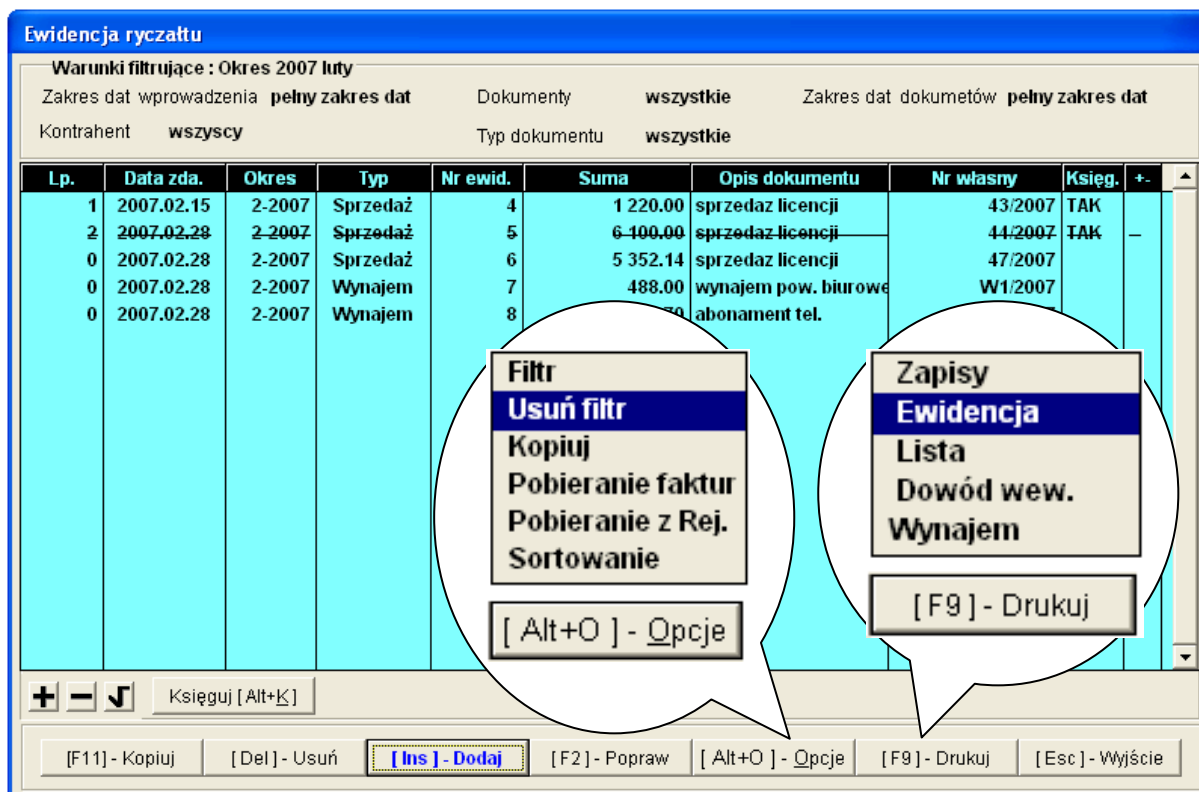 Ewidencja ryczałtu
Warunki filtrujące : Okres 2007 luty
Zakres dat wprowadzenia pełny zakres dat Dokumenty wszystkie Zakres dat dokumetów pełny zakres dat
Kontrahent wszyscy Typ dokumentu wszystkie
Lp. Data zda. Okres Typ Nr ewid. Suma Opis dokumentu Nr własny Księg. +-
1 2007.02.15 2-2007 Sprzedaż 4 1 220.00 sprzedaz licencji 43/2007 TAK
2 2007.02.28 2-2007 Sprzedaż 5 6 100.00 sprzedaz licencji 44/2007 TAK –
0 2007.02.28 2-2007 Sprzedaż 6 5 352.14 sprzedaz licencji 47/2007
0 2007.02.28 2-2007 Wynajem 7 488.00 wynajem pow. biurowe W1/2007
0 2007.02.28 2-2007 Wynajem 8 abonament tel.
Filtr
Usuń filtr
Kopiuj
Pobieranie faktur
Pobieranie z Rej.
Sortowanie
[ Alt+O ] - Opcje
Zapisy
Ewidencja
Lista
Dowód wew.
Wynajem
[ F9 ] - Drukuj
Księguj [ Alt+K ]
[F11] - Kopiuj [ Del ] - Usuń [ Ins ] - Dodaj [ F2 ] - Popraw [ Alt+O ] - Opcje [ F9 ] - Drukuj [ Esc ] - Wyjście